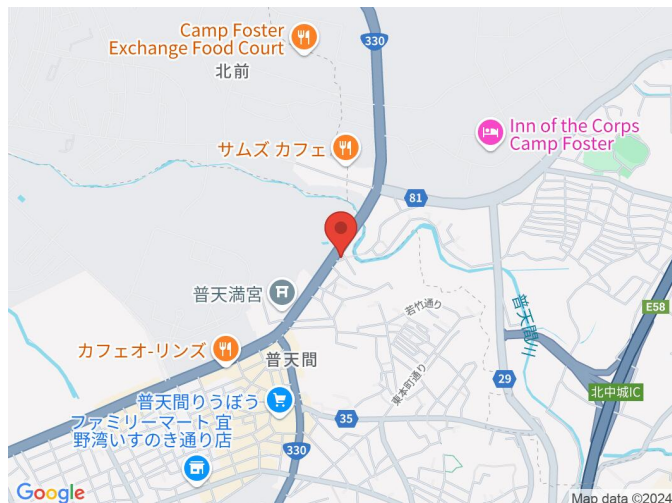 Camp Foster
Exchange Food Court
330
北前
サムズ カフェ
Inn of the Corps
Camp Foster
81
普天満宮
若竹通り
普天間川
E58
カフェオ-リンズ
普天間
東本町通り
29
北中城IC
普天間りうぼう
ファミリーマート 宜
野湾いすのき通り店
35
330
Google
Map data ©2024